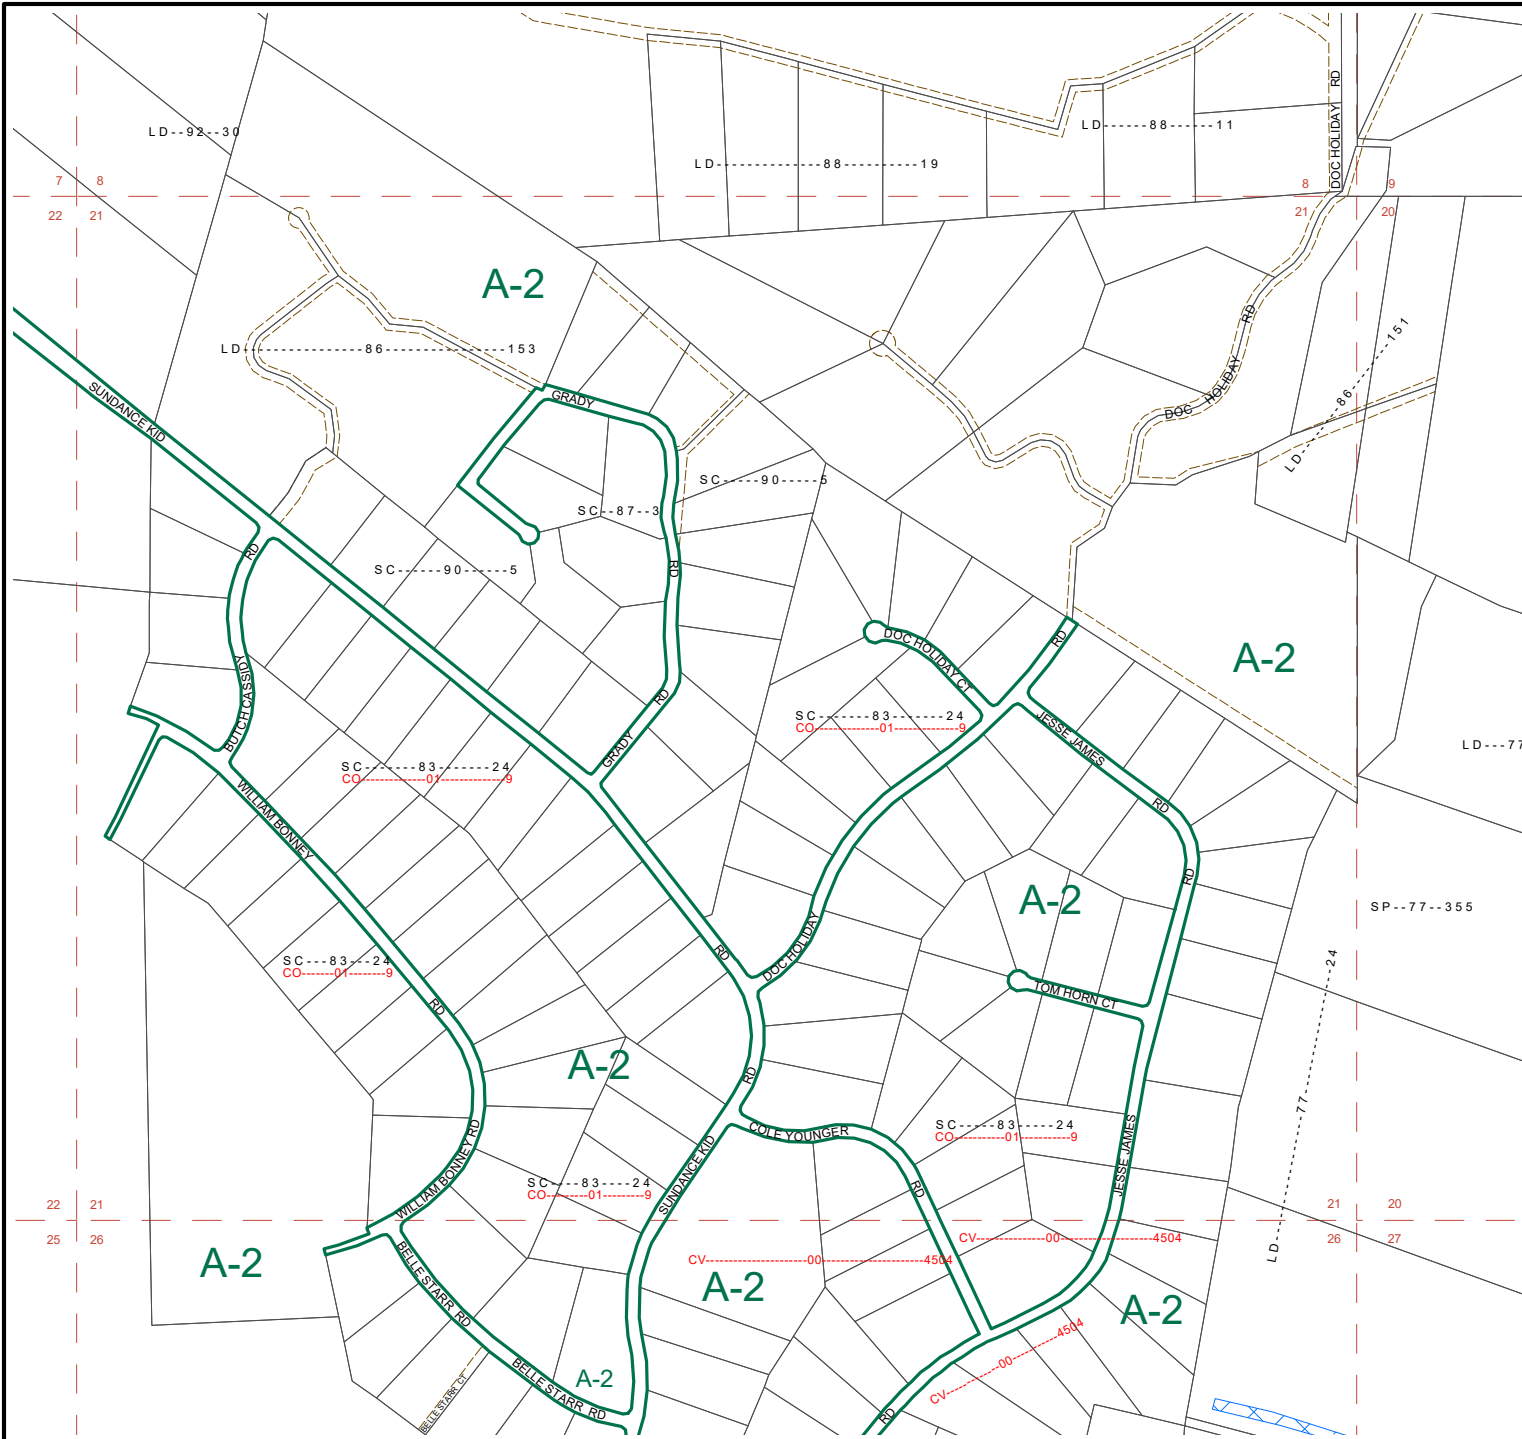 DOC HOLIDAY RD
LD--92--30
LD-----88------11
LD-----------88---------19
7 8
22 21
8 9
21 20
A-2
DOC HOLIDAY RD
LD-----86-----151
LD-------------86--------------153
SUNDANCE KID
GRADY
SC---90-----5
SC--87--3
RD
RD
SC-----90-----5
DOC HOLIDAY CT
RD
A-2
BUTCH CASSIDY
GRADY RD
SC------83-------24
CO----------01-----------9
JESSE JAMES
LD---77
SC------83-------24
CO----------01-----------9
WILLIAM BONNEY
RD
RD
A-2
SP--77--355
DOC HOLIDAY
RD
SC---83---24
CO------01------9
RD
TOM HORN CT
LD-----77--------24
A-2
RD
COLE YOUNGER
SC----83-----24
CO--------01---------9
WILLIAM BONNEY RD
SUNDANCE KID
JESSE JAMES
SC----83-----24
CO-------01------9
RD
22 21
25 26
21 20
26 27
A-2
CV-------------------00-------------------4504
CV-------------------00-------------------4504
BELLE STARR RD
A-2
A-2
CV--------00--------4504
BELLE STARR RD
A-2
BELLE STARR CT
RD